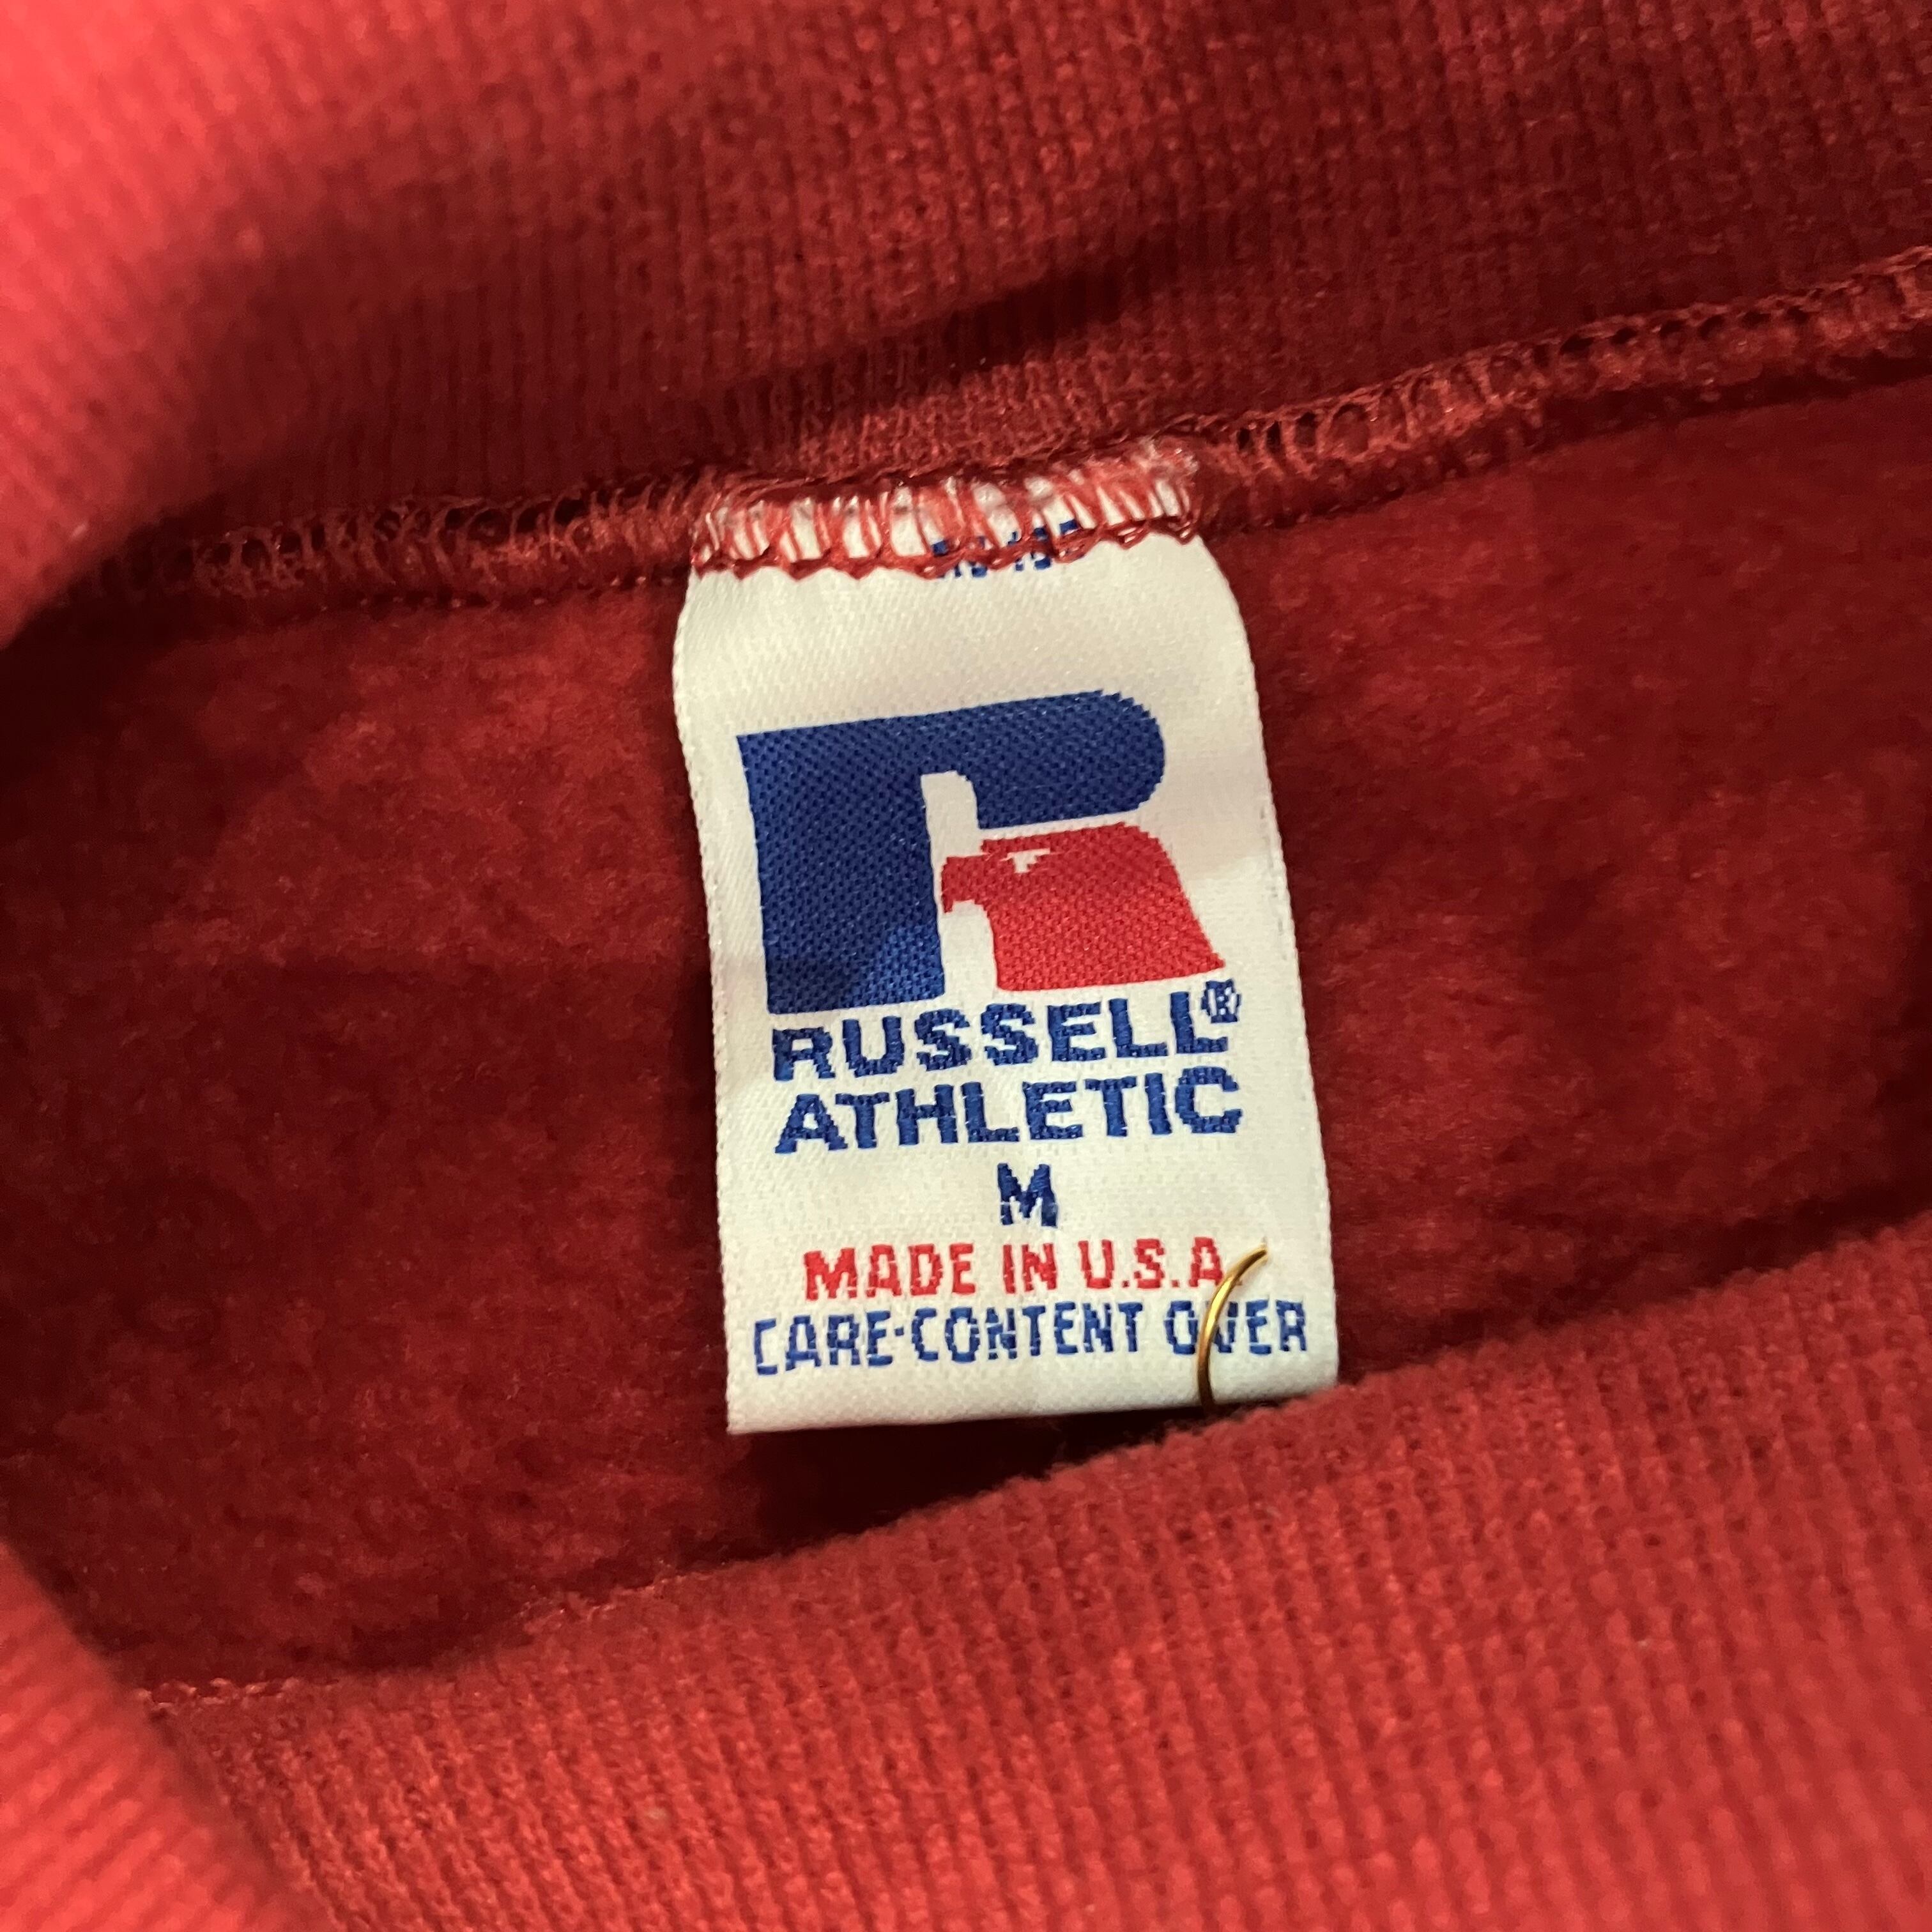 RUSSELL®
ATHLETIC
M
MADE IN U.S.A
CARE·CONTENT OVER